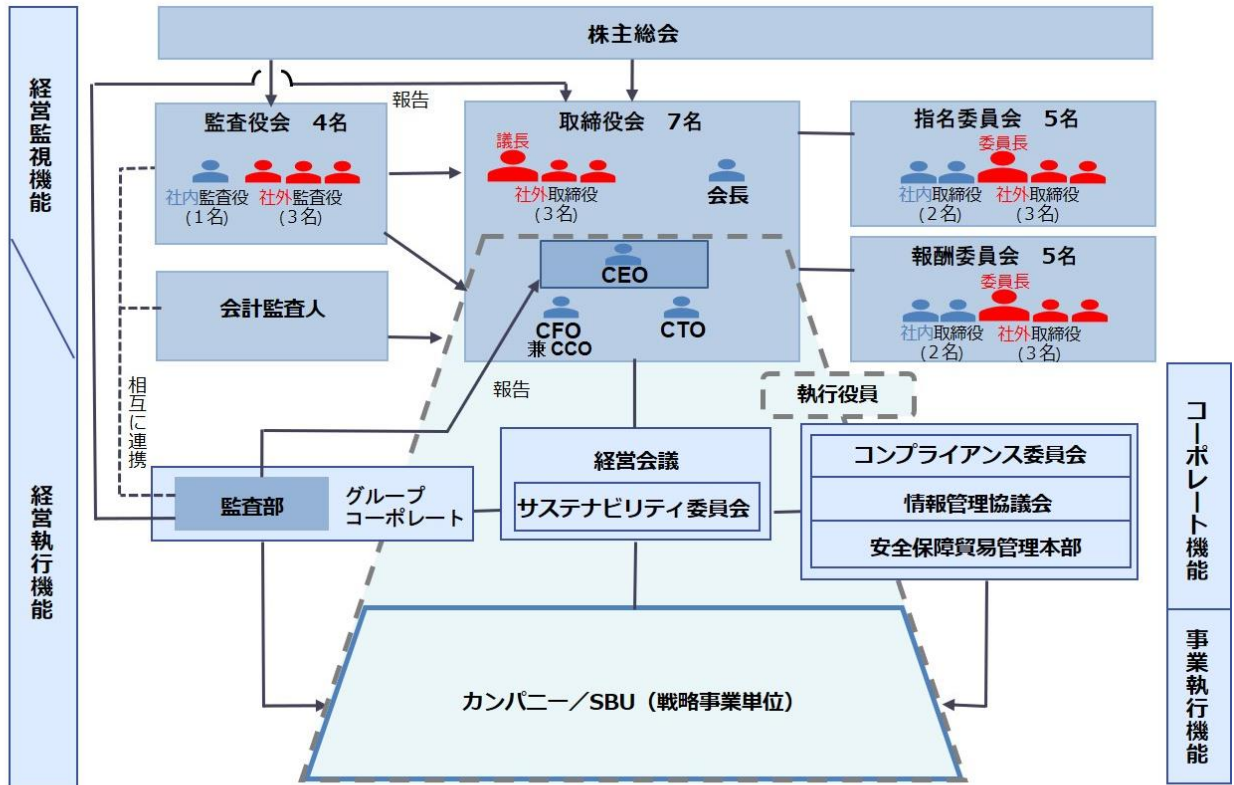 株主総会
経営監視機能
経営執行機能
報告
監査役会 4名
社内監査役
(1名)
社外監査役
(3名)
取締役会 7名
議長
社外取締役
(3名)
会長
CEO
CFO
兼 CCO
CTO
指名委員会 5名
委員長
社内取締役
(2名)
社外取締役
(3名)
報酬委員会 5名
委員長
社内取締役
(2名)
社外取締役
(3名)
会計監査人
相互に連携
報告
執行役員
監査部
グループ
コーポレート
経営会議
サステナビリティ委員会
コンプライアンス委員会
情報管理協議会
安全保障貿易管理本部
コーポレート機能
事業執行機能
カンパニー/SBU(戦略事業単位)